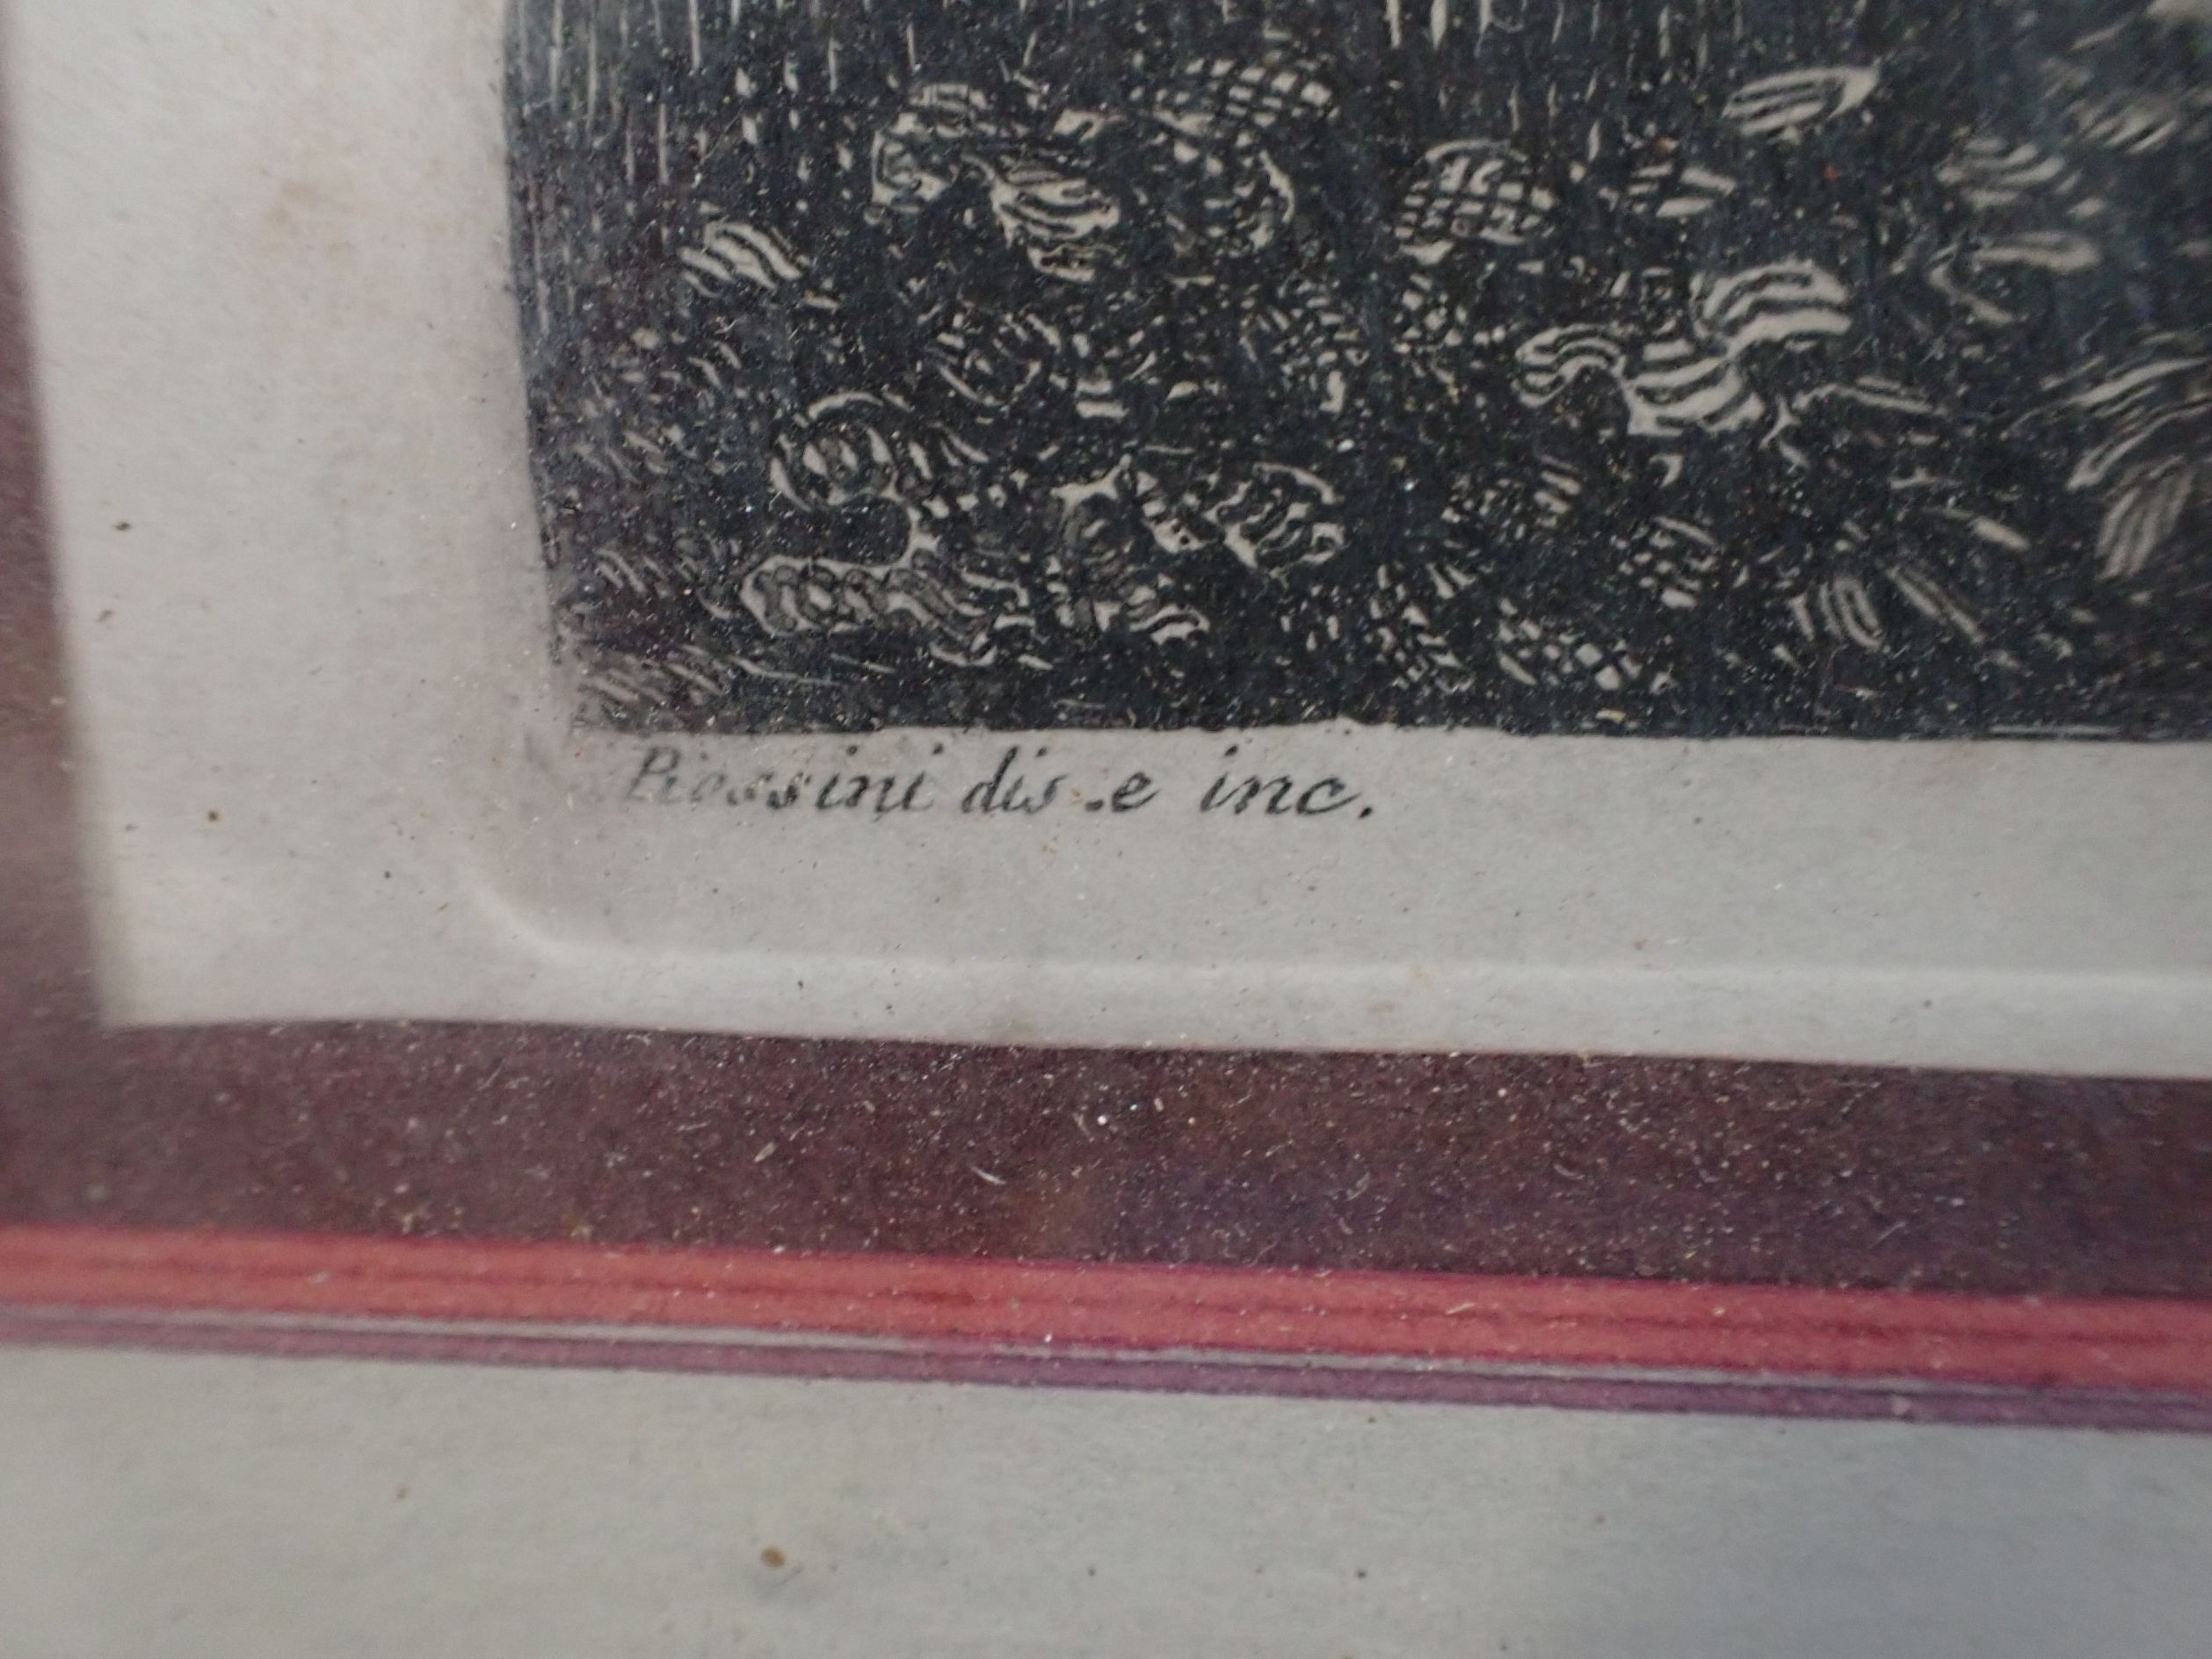 Rossini dis .e inc.